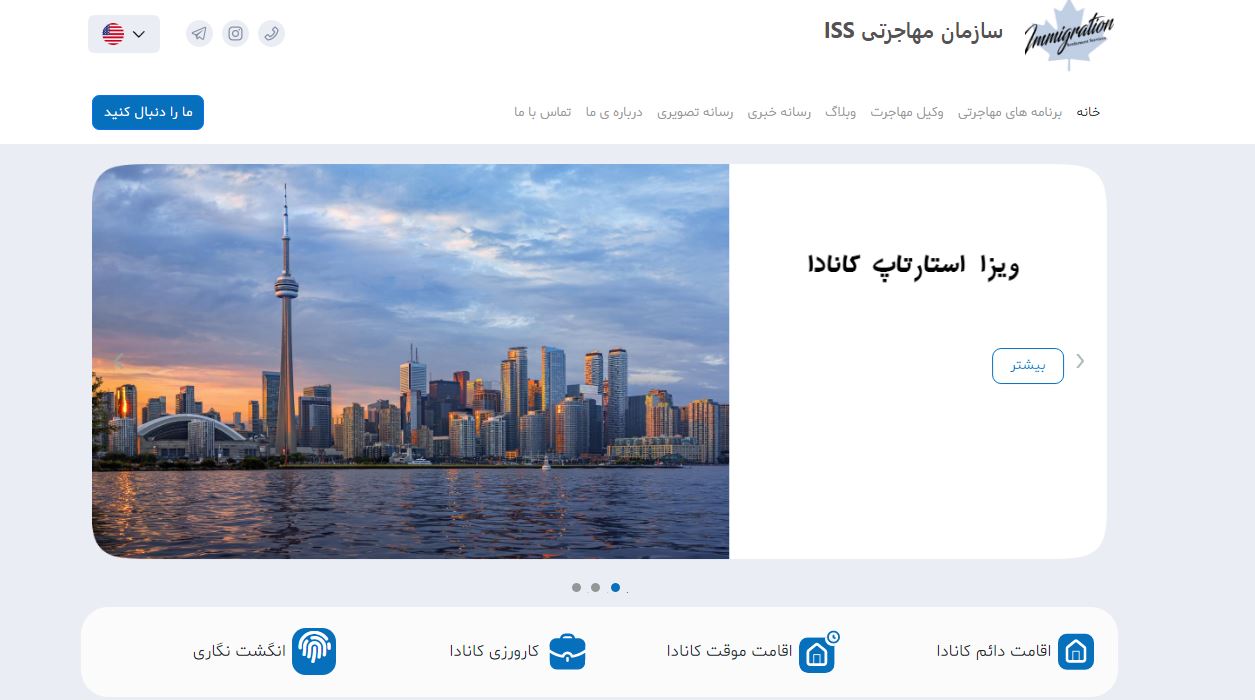 سازمان مهاجرتی ISS
Immigration
خانه
برنامه های مهاجرتی
وکیل مهاجرت
وبلاگ
رسانه خبری
رسانه تصویری
درباره ی ما
تماس با ما
ما را دنبال کنید
ویزا استارتاپ کانادا
بیشتر
اقامت دائم کانادا
اقامت موقت کانادا
کارورزی کانادا
انگشت نگاری